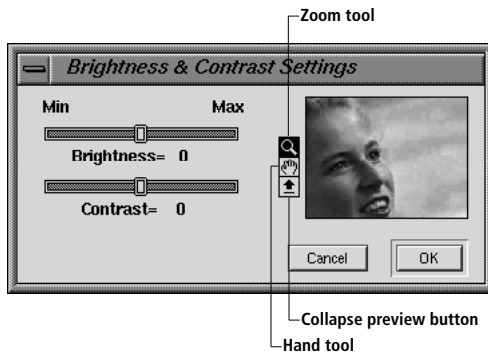 Zoom tool
Brightness & Contrast Settings
Min Max
Brightness= 0
Contrast= 0
Cancel OK
Collapse preview button
Hand tool